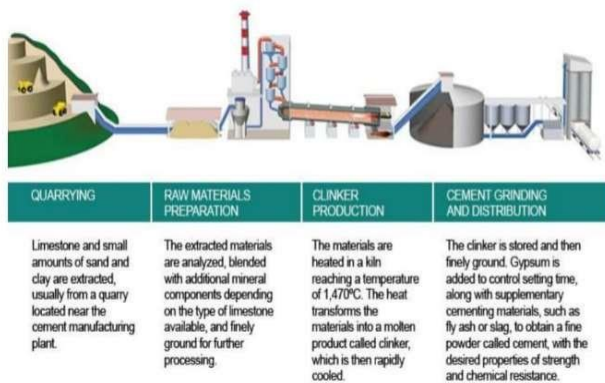 QUARRYING
RAW MATERIALS
PREPARATION
CLINKER
PRODUCTION
CEMENT GRINDING
AND DISTRIBUTION
Limestone and small
amounts of sand and
clay are extracted,
usually from a quarry
located near the
cement manufacturing
plant.
The extracted materials
are analyzed, blended
with additional mineral
components depending
on the type of limestone
available, and finely
ground for further
processing.
The materials are
heated in a kiln
reaching a temperature
of 1,470ºC. The heat
transforms the
materials into a molten
product called clinker,
which is then rapidly
cooled.
The clinker is stored and then
finely ground. Gypsum is
added to control setting time,
along with supplementary
cementing materials, such as
fly ash or slag, to obtain a fine
powder called cement, with the
desired properties of strength
and chemical resistance.